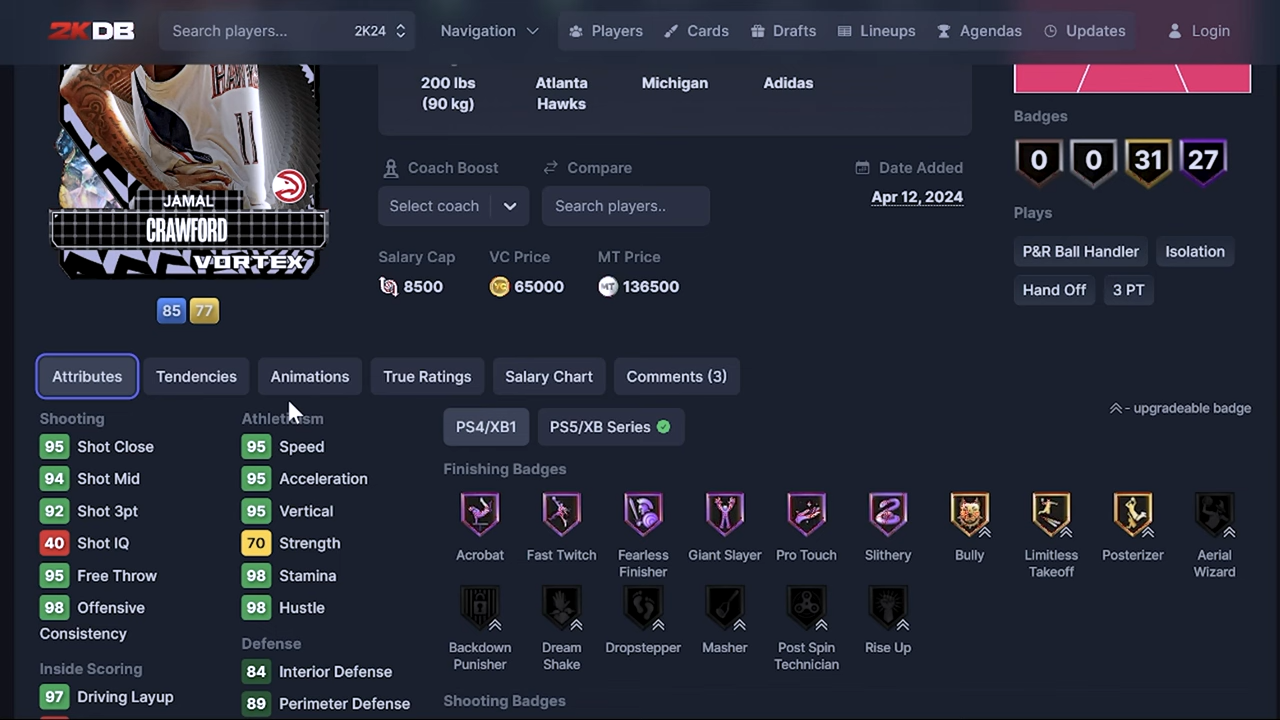 2KDB
Search players...
2K24
Navigation
Players
Cards
Drafts
Lineups
Agendas
Updates
Login
HAWKS
11
JAMAL
CRAWFORD
VORTEX
85
77
200 lbs
(90 kg)
Atlanta
Hawks
Michigan
Adidas
Coach Boost
Compare
Date Added
Select coach
Search players..
Apr 12, 2024
Salary Cap
VC Price
MT Price
8500
65000
MT
136500
Badges
0
0
31
27
Plays
P&R Ball Handler
Isolation
Hand Off
3 PT
Attributes
Tendencies
Animations
True Ratings
Salary Chart
Comments (3)
- upgradeable badge
Shooting
95 Shot Close
94 Shot Mid
92 Shot 3pt
40 Shot IQ
95 Free Throw
98 Offensive
Consistency
Inside Scoring
97 Driving Layup
Athleticism
95 Speed
95 Acceleration
95 Vertical
70 Strength
98 Stamina
98 Hustle
Defense
84 Interior Defense
89 Perimeter Defense
PS4/XB1
PS5/XB Series
Finishing Badges
Acrobat
Fast Twitch
Fearless
Finisher
Giant Slayer
Pro Touch
Slithery
Bully
Limitless
Takeoff
Posterizer
Aerial
Wizard
Backdown
Punisher
Dream
Shake
Dropstepper
Masher
Post Spin
Technician
Rise Up
Shooting Badges